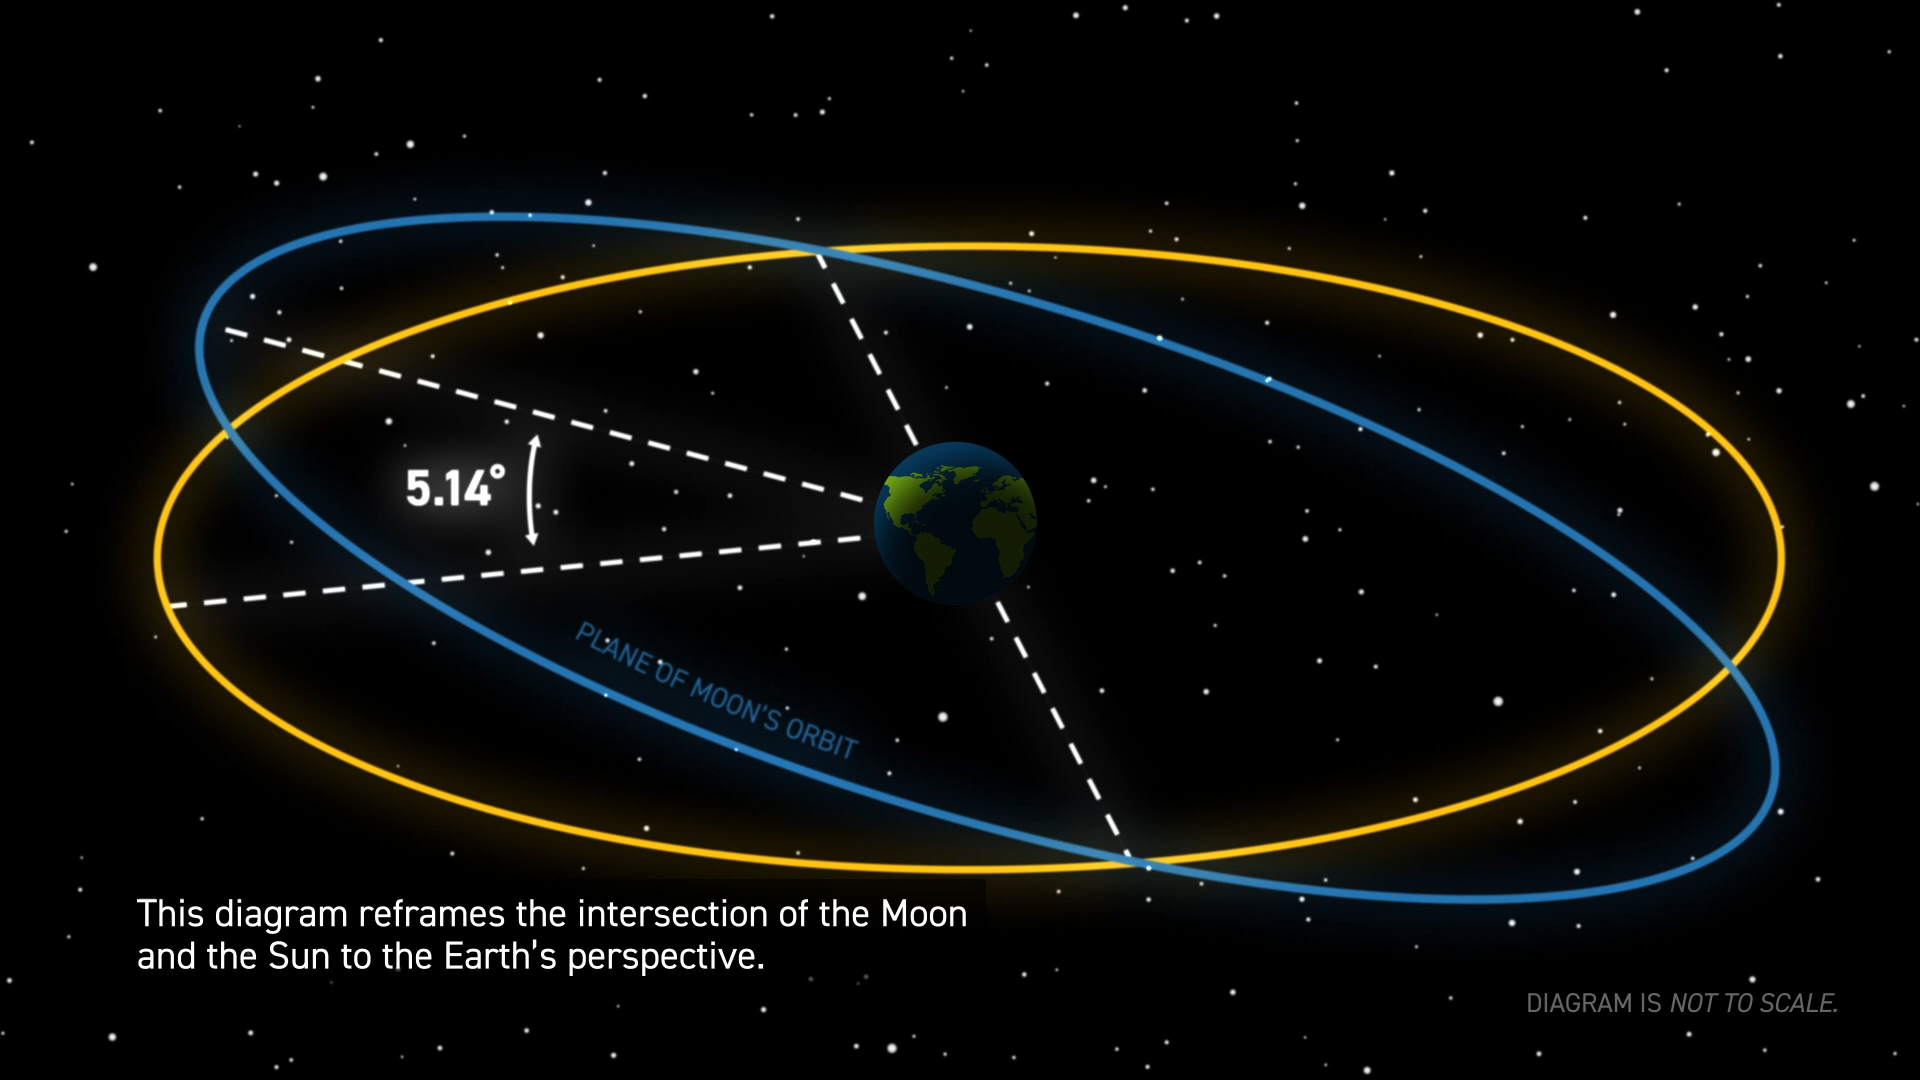 5.14°
PLANE OF MOON'S ORBIT
This diagram reframes the intersection of the Moon
and the Sun to the Earth's perspective.
DIAGRAM IS NOT TO SCALE.